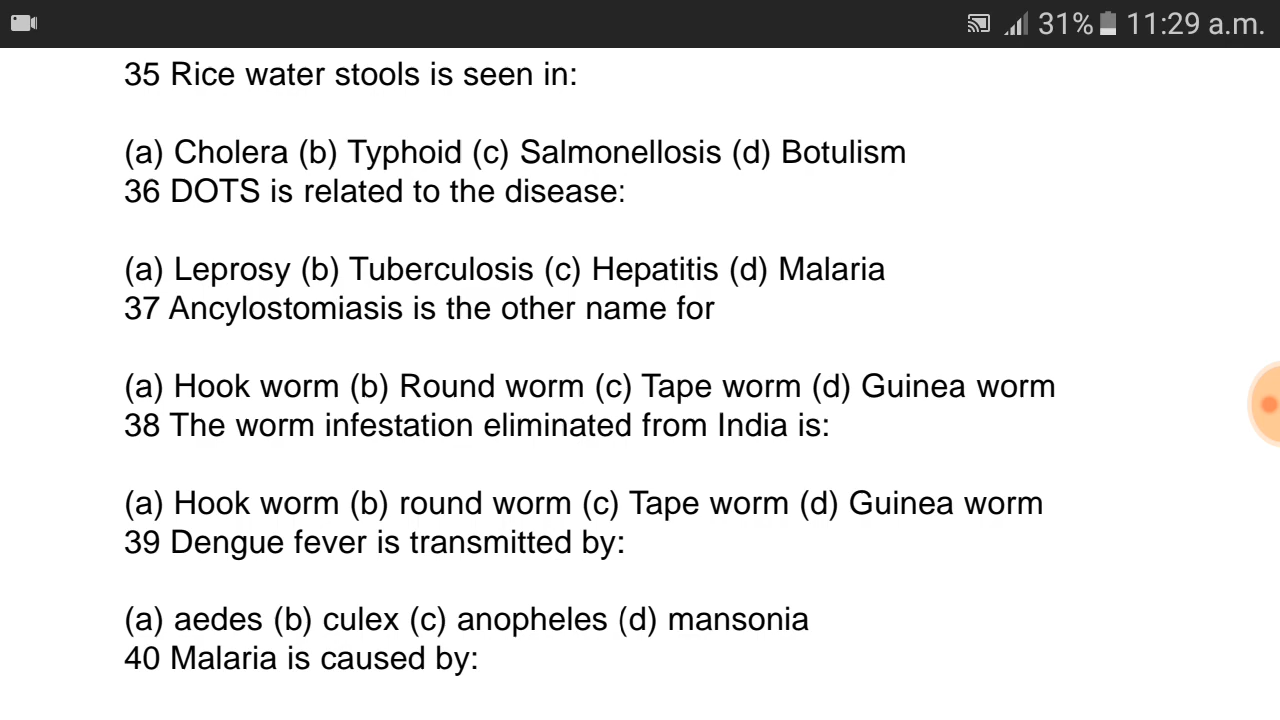 31% 11:29 a.m.
35 Rice water stools is seen in:
(a) Cholera (b) Typhoid (c) Salmonellosis (d) Botulism
36 DOTS is related to the disease:
(a) Leprosy (b) Tuberculosis (c) Hepatitis (d) Malaria
37 Ancylostomiasis is the other name for
(a) Hook worm (b) Round worm (c) Tape worm (d) Guinea worm
38 The worm infestation eliminated from India is:
(a) Hook worm (b) round worm (c) Tape worm (d) Guinea worm
39 Dengue fever is transmitted by:
(a) aedes (b) culex (c) anopheles (d) mansonia
40 Malaria is caused by: